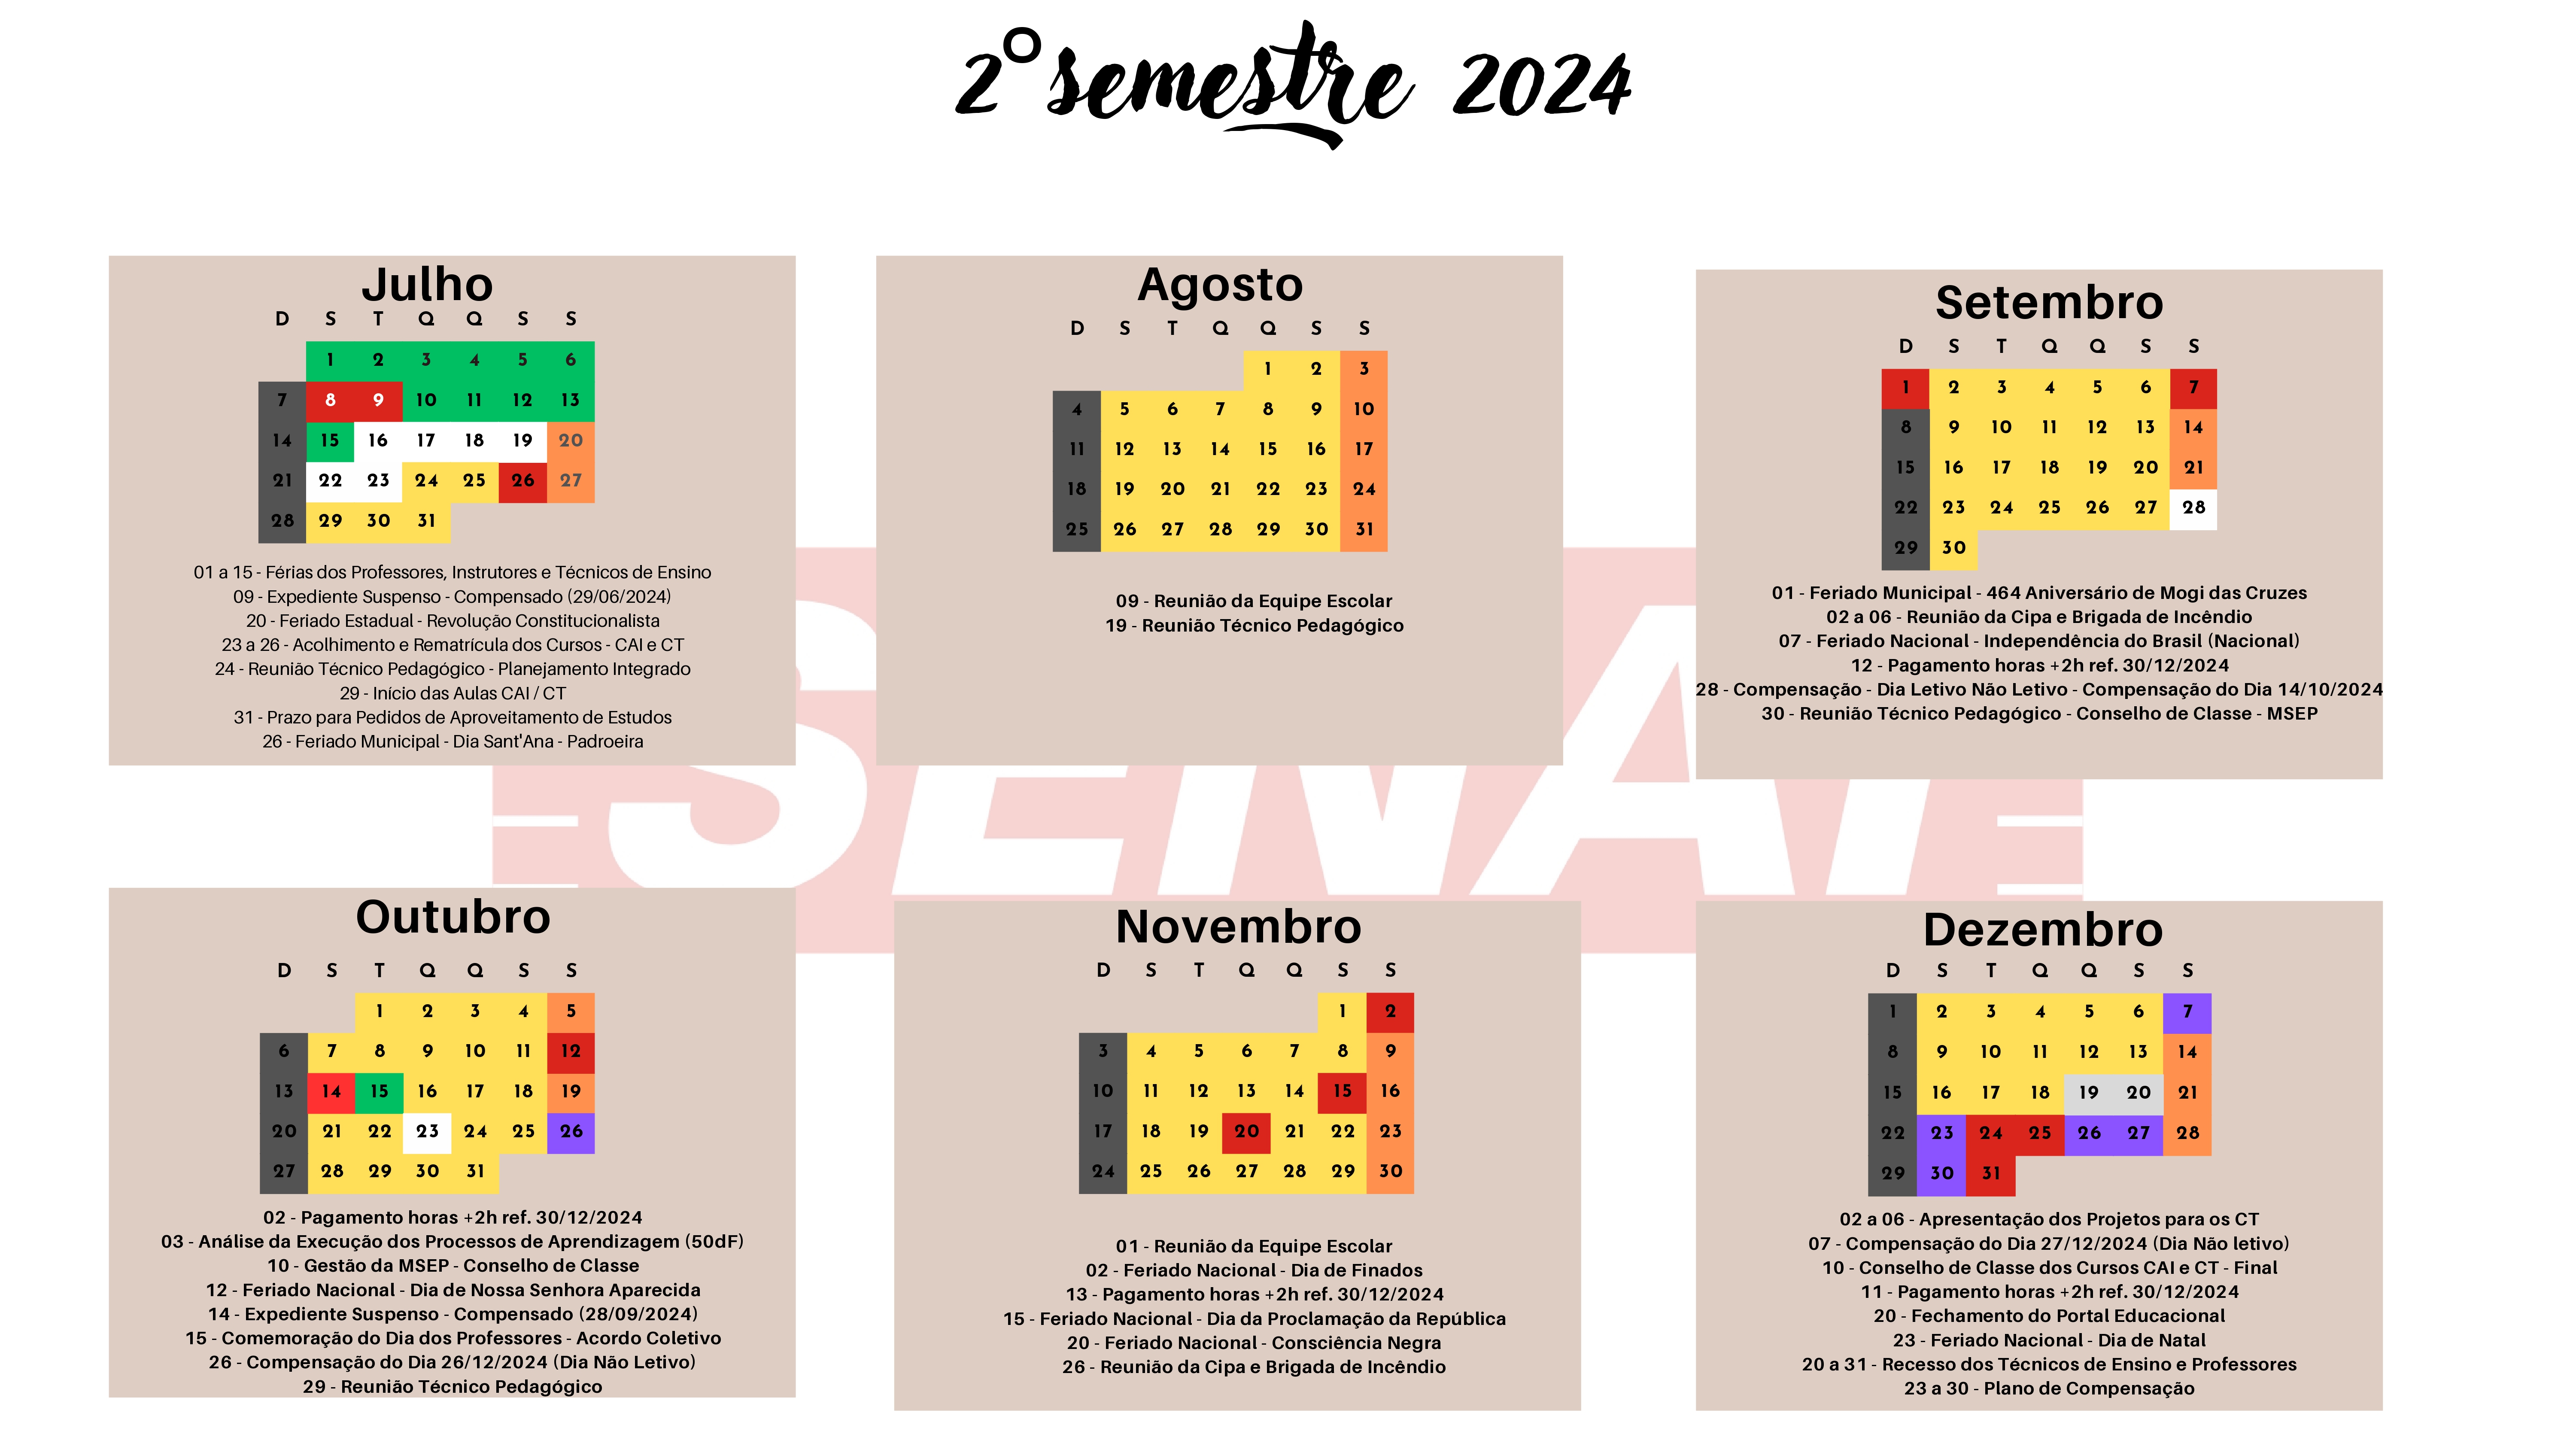 2º semestre 2024
Julho
D S T Q Q S S
1 2 3 4 5 6
7 8 9 10 11 12 13
14 15 16 17 18 19 20
21 22 23 24 25 26 27
28 29 30 31
01 a 15 - Férias dos Professores, Instrutores e Técnicos de Ensino
09 - Expediente Suspenso - Compensado (29/06/2024)
20 - Feriado Estadual - Revolução Constitucionalista
23 a 26 - Acolhimento e Rematrícula dos Cursos - CAI e CT
24 - Reunião Técnico Pedagógico - Planejamento Integrado
29 - Início das Aulas CAI / CT
31 - Prazo para Pedidos de Aproveitamento de Estudos
26 - Feriado Municipal - Dia Sant'Ana - Padroeira
Agosto
D S T Q Q S S
1 2 3
4 5 6 7 8 9 10
11 12 13 14 15 16 17
18 19 20 21 22 23 24
25 26 27 28 29 30 31
09 - Reunião da Equipe Escolar
19 - Reunião Técnico Pedagógico
Setembro
D S T Q Q S S
1 2 3 4 5 6 7
8 9 10 11 12 13 14
15 16 17 18 19 20 21
22 23 24 25 26 27 28
29 30
01 - Feriado Municipal - 464 Aniversário de Mogi das Cruzes
02 a 06 - Reunião da Cipa e Brigada de Incêndio
07 - Feriado Nacional - Independência do Brasil (Nacional)
12 - Pagamento horas +2h ref. 30/12/2024
28 - Compensação - Dia Letivo Não Letivo - Compensação do Dia 14/10/2024
30 - Reunião Técnico Pedagógico - Conselho de Classe - MSEP
SENAI
Outubro
D S T Q Q S S
1 2 3 4 5
6 7 8 9 10 11 12
13 14 15 16 17 18 19
20 21 22 23 24 25 26
27 28 29 30 31
02 - Pagamento horas +2h ref. 30/12/2024
03 - Análise da Execução dos Processos de Aprendizagem (50dF)
10 - Gestão da MSEP - Conselho de Classe
12 - Feriado Nacional - Dia de Nossa Senhora Aparecida
14 - Expediente Suspenso - Compensado (28/09/2024)
15 - Comemoração do Dia dos Professores - Acordo Coletivo
26 - Compensação do Dia 26/12/2024 (Dia Não Letivo)
29 - Reunião Técnico Pedagógico
Novembro
D S T Q Q S S
1 2
3 4 5 6 7 8 9
10 11 12 13 14 15 16
17 18 19 20 21 22 23
24 25 26 27 28 29 30
01 - Reunião da Equipe Escolar
02 - Feriado Nacional - Dia de Finados
13 - Pagamento horas +2h ref. 30/12/2024
15 - Feriado Nacional - Dia da Proclamação da República
20 - Feriado Nacional - Consciência Negra
26 - Reunião da Cipa e Brigada de Incêndio
Dezembro
D S T Q Q S S
1 2 3 4 5 6 7
8 9 10 11 12 13 14
15 16 17 18 19 20 21
22 23 24 25 26 27 28
29 30 31
02 a 06 - Apresentação dos Projetos para os CT
07 - Compensação do Dia 27/12/2024 (Dia Não letivo)
10 - Conselho de Classe dos Cursos CAI e CT - Final
11 - Pagamento horas +2h ref. 30/12/2024
20 - Fechamento do Portal Educacional
23 - Feriado Nacional - Dia de Natal
20 a 31 - Recesso dos Técnicos de Ensino e Professores
23 a 30 - Plano de Compensação